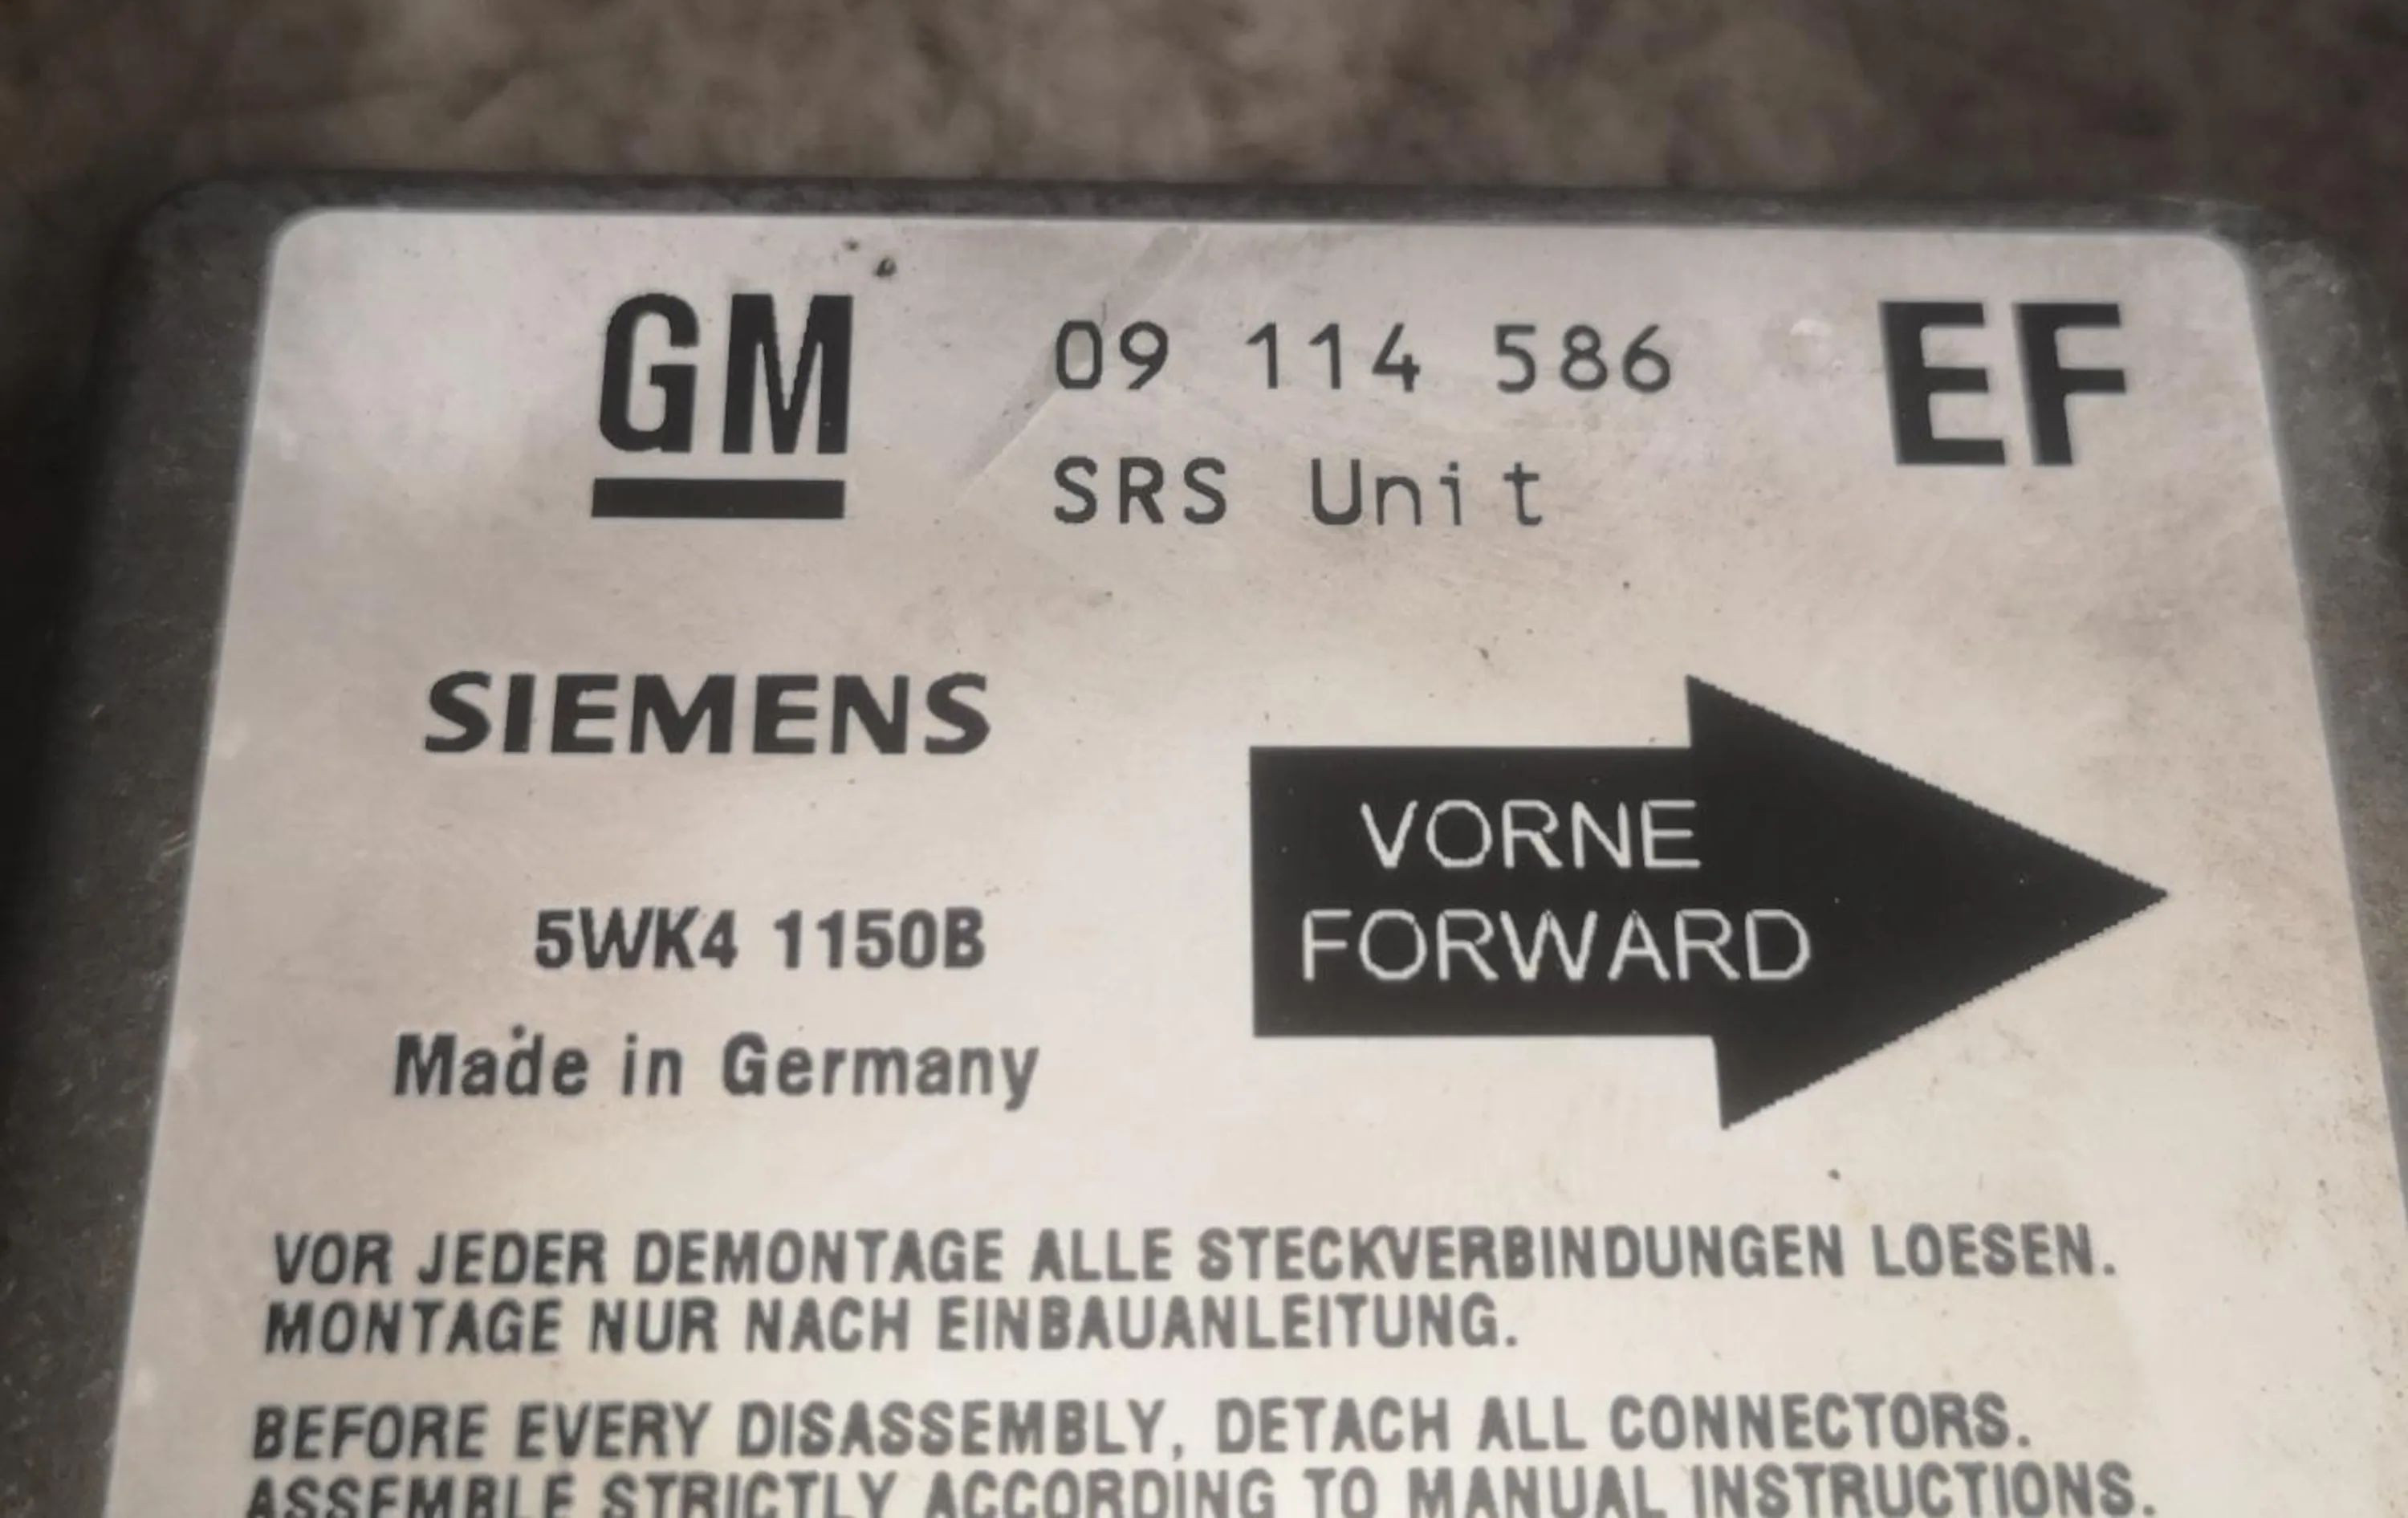 GM 09 114 586 EF
SRS Unit
SIEMENS
VORNE
FORWARD
5WK4 1150B
Made in Germany
VOR JEDER DEMONTAGE ALLE STECKVERBINDUNGEN LOESEN.
MONTAGE NUR NACH EINBAUANLEITUNG.
BEFORE EVERY DISASSEMBLY, DETACH ALL CONNECTORS.
ASSEMBLE STRICTLY ACCORDING TO MANUAL INSTRUCTIONS.